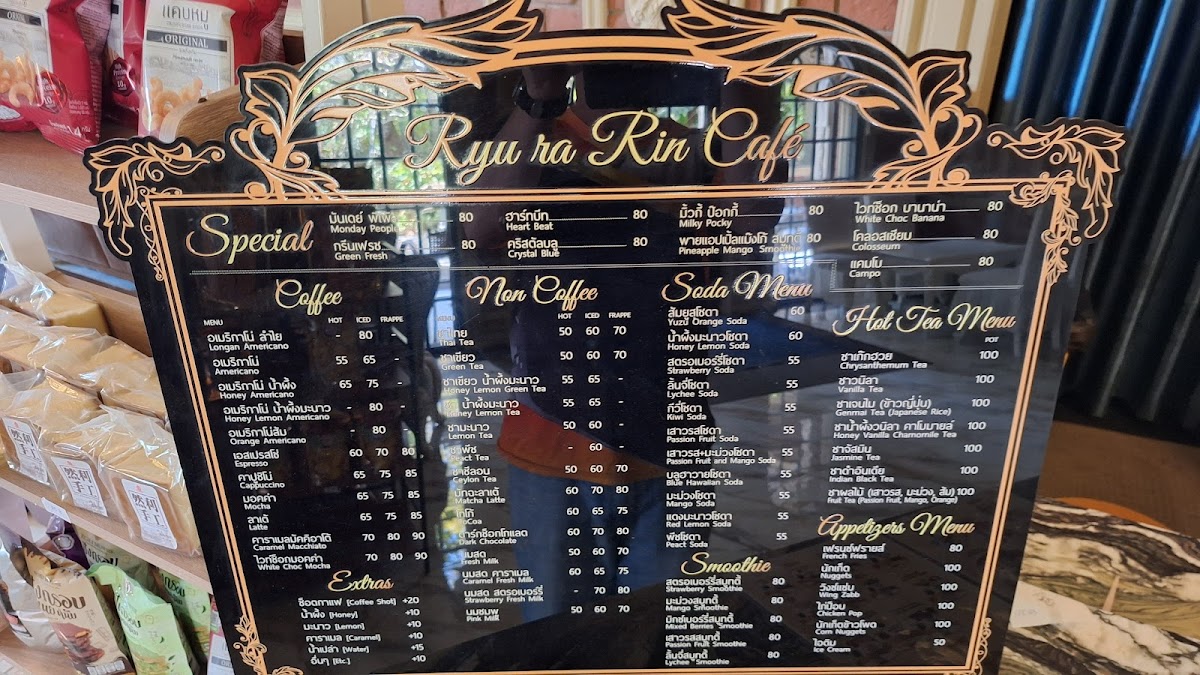 แคบหมู
ORIGINAL
Ryu ra Rin Café
Special
มันเดย์ 80
Monday
กรีนเฟรช 80
Green Fresh
ฮาร์ทบีท 80
Heart Beat
คริสตัลบลู 80
Crystal Blue
มิ้วกี้ ป๊อกกี้ 80
Milky Pocky
พายแอปเปิ้ลแม๊งโก้ สมูทตี้ 80
Pineapple Mango Smoothie
ไวท์ช็อก บานาน่า 80
White Choc Banana
โคลอสเซียม 80
Colosseum
แคมโบ 80
Campo
Coffee
MENU HOT ICED FRAPPE
อเมริกาโน่ ลำไย - 80 -
Longan Americano
อเมริกาโน่ 55 65 -
Americano
อเมริกาโน่ น้ำผึ้ง 65 75 -
Honey Americano
อเมริกาโน่ น้ำผึ้งมะนาว - 80 -
Honey Lemon Americano
อเมริกาโน่ส้ม - 80
Orange Americano
เอสเปรสโซ่ 60 70 80
Espresso
คาปูชิโน่ 65 75 85
Cappuccino
มอคค่า 65 75 85
Mocha
ลาเต้ 65 75 85
Latte
คาราเมลมัคคิอาโต้ 70 80 90
Caramel Macchiato
ไวท์ช็อกมอคค่า 70 80 90
White Choc Mocha
Extras
ช็อตกาแฟ [Coffee Shot] +20
น้ำผึ้ง [Honey] +10
มะนาว [Lemon] +10
คาราเมล [Caramel] +10
น้ำเปล่า [Water] +15
อื่นๆ [Etc.] +10
Non Coffee
HOT ICED FRAPPE
ชาไทย 50 60 70
Thai Tea
ชาเขียว 50 60 70
Green Tea
ชาเขียว น้ำผึ้งมะนาว 55 65 -
Honey Lemon Green Tea
น้ำผึ้งมะนาว 55 65 -
Honey Lemon Tea
ชามะนาว 50 60 -
Lemon Tea
ชาพีช - 60 -
Peact Tea
ชาซีลอน 50 60 70
Ceylon Tea
มัทฉะลาเต้ 60 70 80
Matcha Latte
โกโก้ 60 65 75
CoCoa
ดาร์กช็อกโกแลต 60 70 80
Dark Chocolate
นมสด 50 60 70
Fresh Milk
นมสด คาราเมล 60 65 75
Caramel Fresh Milk
นมสด สตรอเบอร์รี่ - 70 80
Strawberry Fresh Milk
นมชมพู 50 60 70
Pink Milk
Soda Menu
ส้มยูสุโซดา 60
Yuzu Orange Soda
น้ำผึ้งมะนาวโซดา 60
Honey Lemon Soda
สตรอเบอร์รี่โซดา 55
Strawberry Soda
ลิ้นจี่โซดา 55
Lychee Soda
กีวี่โซดา 55
Kiwi Soda
เสาวรสโซดา 55
Passion Fruit Soda
เสาวรส+มะม่วงโซดา 55
Passion Fruit and Mango Soda
บลูฮาวายโซดา 55
Blue Hawaiian Soda
มะม่วงโซดา 55
Mango Soda
แดงมะนาวโซดา 55
Red Lemon Soda
พีชโซดา 55
Peact Soda
Smoothie
สตรอเบอร์รี่สมูทตี้ 80
Strawberry Smoothie
มะม่วงสมูทตี้ 80
Mango Smoothie
มิกซ์เบอร์รี่สมูทตี้ 80
Mixed Berries Smoothie
เสาวรสสมูทตี้ 80
Passion Fruit Smoothie
ลิ้นจี่สมูทตี้ 80
Lychee Smoothie
Hot Tea Menu
POT
ชาเก๊กฮวย 100
Chrysanthemum Tea
ชาวนิลา 100
Vanilla Tea
ชาเจนไม (ข้าวญี่ปุ่น) 100
Genmai Tea (Japanese Rice)
ชาน้ำผึ้งวนิลา คาโมมายล์ 100
Honey Vanilla Chamomile Tea
ชาจัสมิน 100
Jasmine Tea
ชาดำอินเดีย 100
Indian Black Tea
ชาผลไม้ (เสาวรส, มะม่วง, ส้ม) 100
Fruit Tea (Passion Fruit, Mango, Orange)
Appetizers Menu
เฟรนช์ฟรายส์ 80
French Fries
นักเก็ต 100
Nuggets
วิงซ์แซ่บ 100
Wing Zabb
ไก่ป๊อป 100
Chicken Pop
นักเก็ตข้าวโพด 100
Corn Nuggets
ไอติม 50
Ice Cream